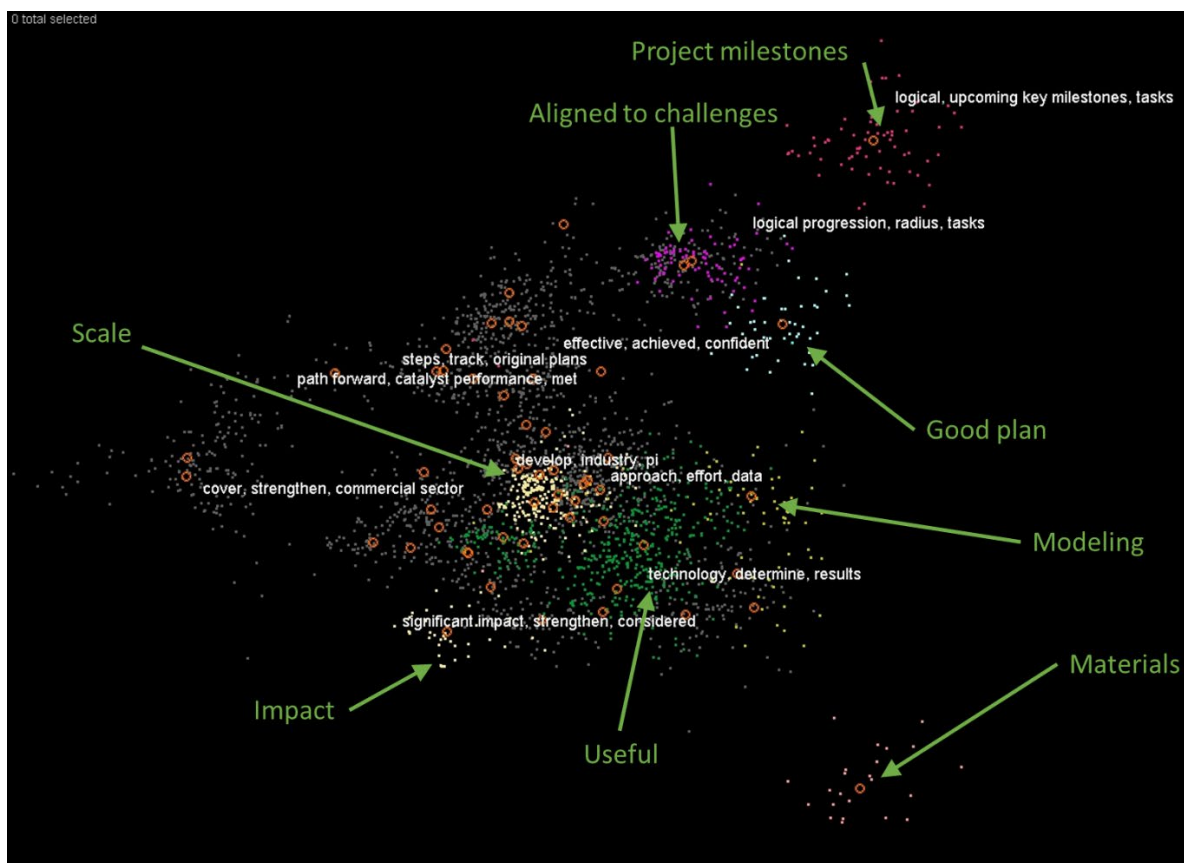 0 total selected
Project milestones
logical, upcoming key milestones, tasks
Aligned to challenges
logical progression, radius, tasks
Scale
effective, achieved, confident
steps, track, original plans
path forward, catalyst performance, met
Good plan
develop, industry, pi
approach, effort, data
cover, strengthen, commercial sector
Modeling
technology, determine, results
significant impact, strengthen, considered
Materials
Impact
Useful